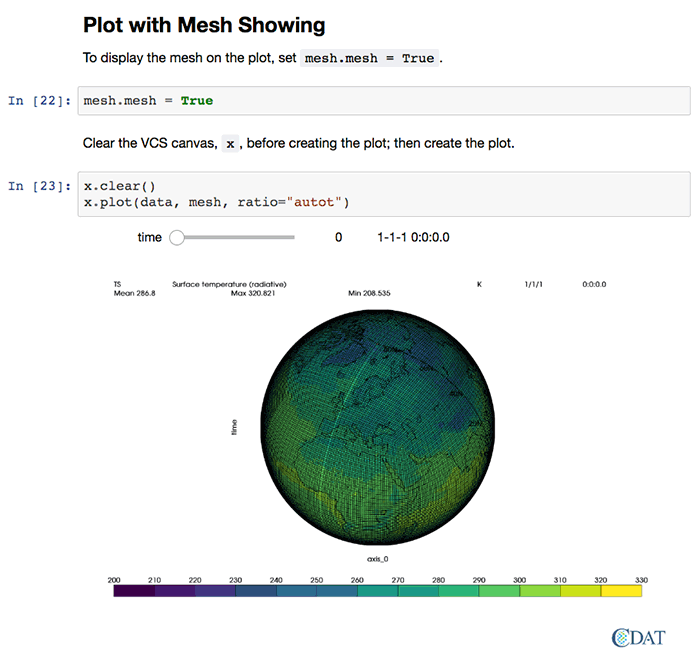 Plot with Mesh Showing
To display the mesh on the plot, set mesh.mesh = True .
In [22]: mesh.mesh = True
Clear the VCS canvas, x , before creating the plot; then create the plot.
In [23]: x.clear()
x.plot(data, mesh, ratio="autot")
time 0 1-1-1 0:0:0.0
TS Surface temperature (radiative) K 1/1/1 0:0:0.0
Mean 286.8 Max 320.821 Min 208.535
time
axis_0
200 210 220 230 240 250 260 270 280 290 300 310 320 330
CDAT